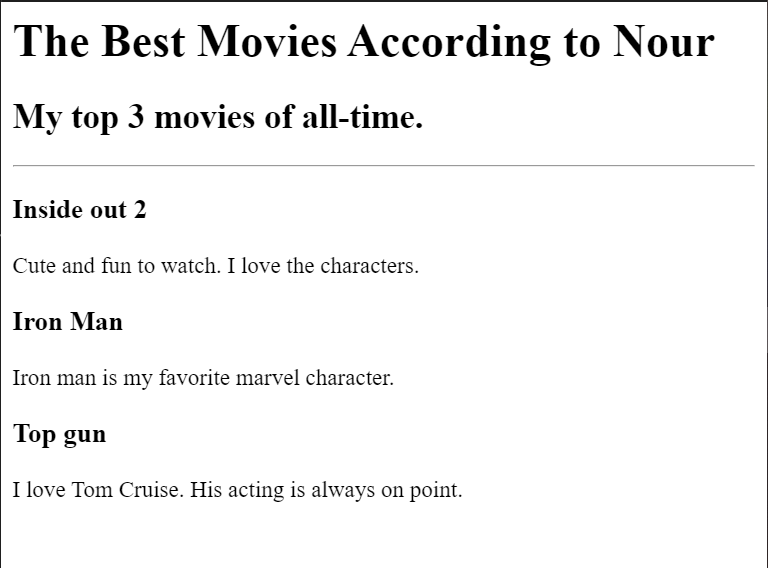 The Best Movies According to Nour
My top 3 movies of all-time.
Inside out 2
Cute and fun to watch. I love the characters.
Iron Man
Iron man is my favorite marvel character.
Top gun
I love Tom Cruise. His acting is always on point.